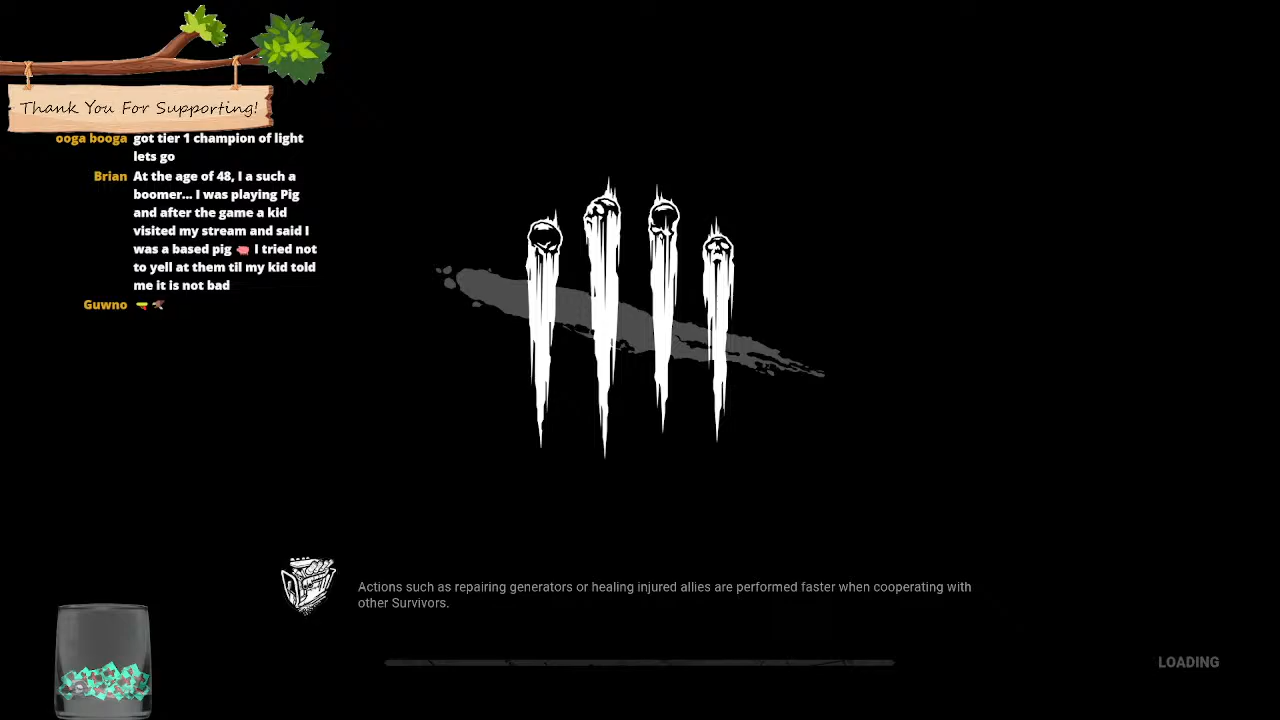 Thank You For Supporting!
ooga booga got tier 1 champion of light
lets go
Brian At the age of 48, I a such a
boomer... I was playing Pig
and after the game a kid
visited my stream and said I
was a based pig 🐖 I tried not
to yell at them til my kid told
me it is not bad
Guwno
Actions such as repairing generators or healing injured allies are performed faster when cooperating with
other Survivors.
LOADING